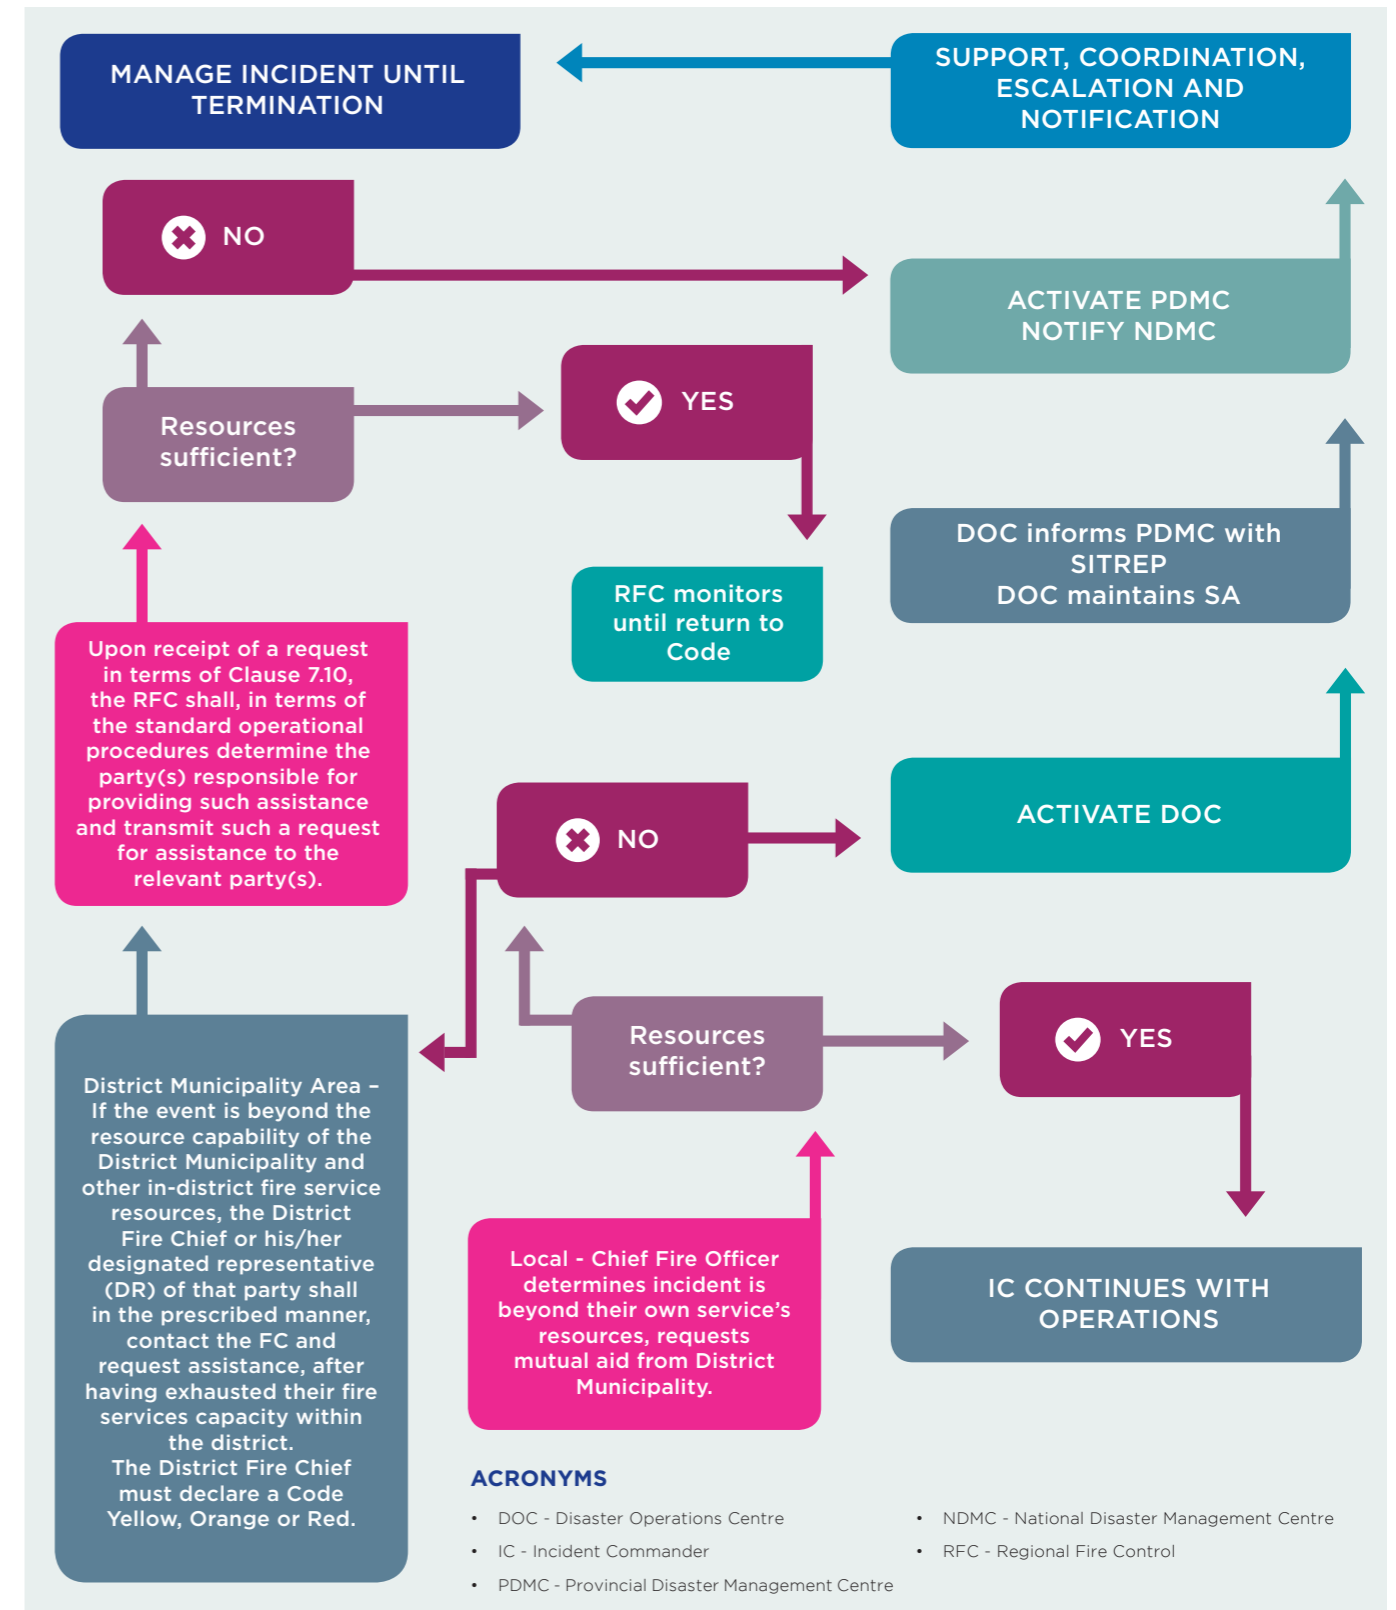 MANAGE INCIDENT UNTIL
TERMINATION
SUPPORT, COORDINATION,
ESCALATION AND
NOTIFICATION
NO
ACTIVATE PDMC
NOTIFY NDMC
Resources
sufficient?
YES
DOC informs PDMC with
SITREP
DOC maintains SA
RFC monitors
until return to
Code
Upon receipt of a request
in terms of Clause 7.10,
the RFC shall, in terms of
the standard operational
procedures determine the
party(s) responsible for
providing such assistance
and transmit such a request
for assistance to the
relevant party(s).
NO
ACTIVATE DOC
Resources
sufficient?
YES
District Municipality Area –
If the event is beyond the
resource capability of the
District Municipality and
other in-district fire service
resources, the District
Fire Chief or his/her
designated representative
(DR) of that party shall
in the prescribed manner,
contact the FC and
request assistance, after
having exhausted their fire
services capacity within
the district.
The District Fire Chief
must declare a Code
Yellow, Orange or Red.
Local - Chief Fire Officer
determines incident is
beyond their own service's
resources, requests
mutual aid from District
Municipality.
IC CONTINUES WITH
OPERATIONS
ACRONYMS
• DOC - Disaster Operations Centre
• IC - Incident Commander
• PDMC - Provincial Disaster Management Centre
• NDMC - National Disaster Management Centre
• RFC - Regional Fire Control